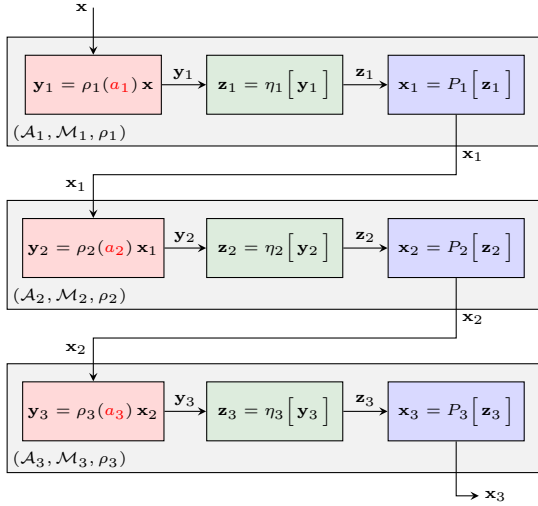 𝐱
𝐲₁ = ρ₁(a₁) 𝐱
𝐲₁
𝐳₁ = η₁[𝐲₁]
𝐳₁
𝐱₁ = P₁[𝐳₁]
(𝒜₁, ℳ₁, ρ₁)
𝐱₁
𝐱₁
𝐲₂ = ρ₂(a₂) 𝐱₁
𝐲₂
𝐳₂ = η₂[𝐲₂]
𝐳₂
𝐱₂ = P₂[𝐳₂]
(𝒜₂, ℳ₂, ρ₂)
𝐱₂
𝐱₂
𝐲₃ = ρ₃(a₃) 𝐱₂
𝐲₃
𝐳₃ = η₃[𝐲₃]
𝐳₃
𝐱₃ = P₃[𝐳₃]
(𝒜₃, ℳ₃, ρ₃)
𝐱₃